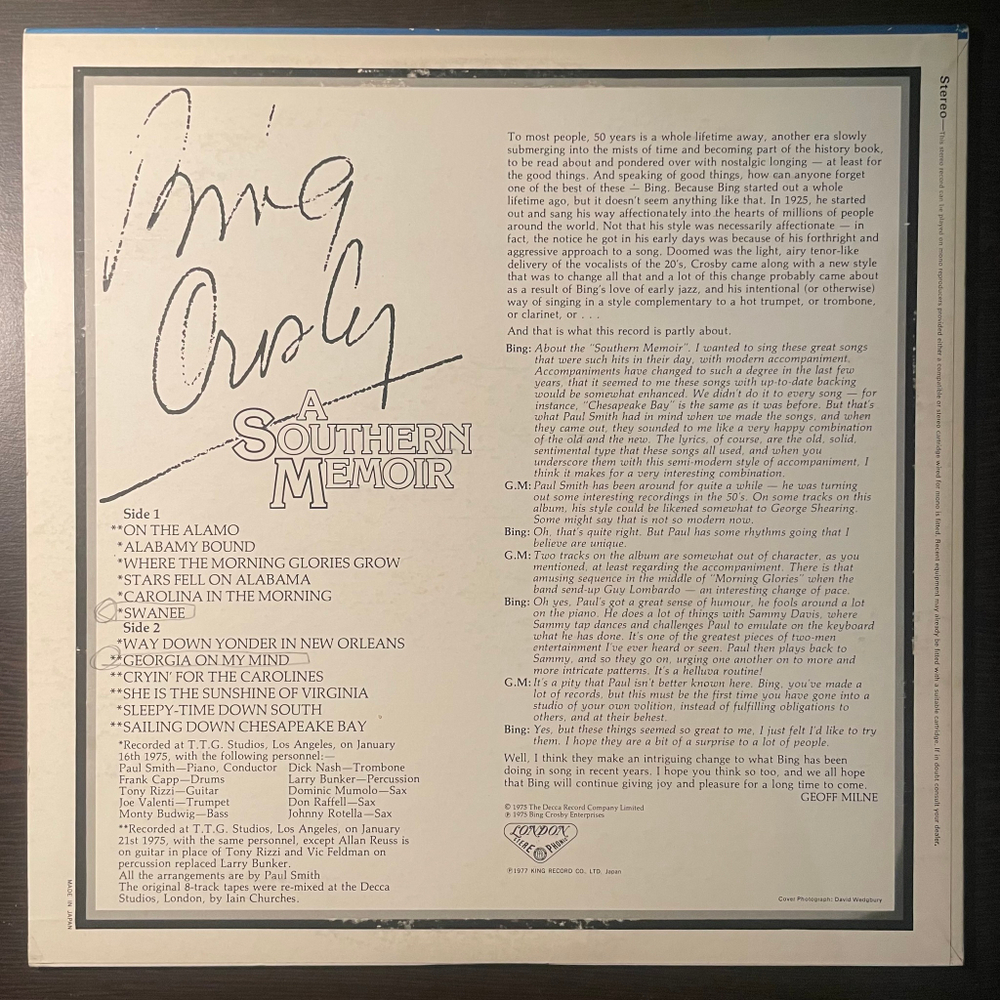 Bing
Crosby
A
SOUTHERN
MEMOIR
Side 1
**ON THE ALAMO
*ALABAMY BOUND
*WHERE THE MORNING GLORIES GROW
*STARS FELL ON ALABAMA
*CAROLINA IN THE MORNING
*SWANEE
Side 2
*WAY DOWN YONDER IN NEW ORLEANS
**GEORGIA ON MY MIND
**CRYIN' FOR THE CAROLINES
**SHE IS THE SUNSHINE OF VIRGINIA
*SLEEPY-TIME DOWN SOUTH
**SAILING DOWN CHESAPEAKE BAY
*Recorded at T.T.G. Studios, Los Angeles, on January
16th 1975, with the following personnel:—
Paul Smith—Piano, Conductor Dick Nash—Trombone
Frank Capp—Drums Larry Bunker—Percussion
Tony Rizzi—Guitar Dominic Mumolo—Sax
Joe Valenti—Trumpet Don Raffell—Sax
Monty Budwig—Bass Johnny Rotella—Sax
**Recorded at T.T.G. Studios, Los Angeles, on January
21st 1975, with the same personnel, except Allan Reuss is
on guitar in place of Tony Rizzi and Vic Feldman on
percussion replaced Larry Bunker.
All the arrangements are by Paul Smith
The original 8-track tapes were re-mixed at the Decca
Studios, London, by Iain Churches.
To most people, 50 years is a whole lifetime away, another era slowly
submerging into the mists of time and becoming part of the history book,
to be read about and pondered over with nostalgic longing — at least for
the good things. And speaking of good things, how can anyone forget
one of the best of these — Bing. Because Bing started out a whole
lifetime ago, but it doesn't seem anything like that. In 1925, he started
out and sang his way affectionately into the hearts of millions of people
around the world. Not that his style was necessarily affectionate — in
fact, the notice he got in his early days was because of his forthright and
aggressive approach to a song. Doomed was the light, airy tenor-like
delivery of the vocalists of the 20's, Crosby came along with a new style
that was to change all that and a lot of this change probably came about
as a result of Bing's love of early jazz, and his intentional (or otherwise)
way of singing in a style complementary to a hot trumpet, or trombone,
or clarinet, or . . .
And that is what this record is partly about.
Bing: About the "Southern Memoir". I wanted to sing these great songs
that were such hits in their day, with modern accompaniment.
Accompaniments have changed to such a degree in the last few
years, that it seemed to me these songs with up-to-date backing
would be somewhat enhanced. We didn't do it to every song — for
instance, "Chesapeake Bay" is the same as it was before. But that's
what Paul Smith had in mind when we made the songs, and when
they came out, they sounded to me like a very happy combination
of the old and the new. The lyrics, of course, are the old, solid,
sentimental type that these songs all used, and when you
underscore them with this semi-modern style of accompaniment, I
think it makes for a very interesting combination.
G.M: Paul Smith has been around for quite a while — he was turning
out some interesting recordings in the 50's. On some tracks on this
album, his style could be likened somewhat to George Shearing.
Some might say that is not so modern now.
Bing: Oh, that's quite right. But Paul has some rhythms going that I
believe are unique.
G.M: Two tracks on the album are somewhat out of character, as you
mentioned, at least regarding the accompaniment. There is that
amusing sequence in the middle of "Morning Glories" when the
band send-up Guy Lombardo — an interesting change of pace.
Bing: Oh yes, Paul's got a great sense of humour, he fools around a lot
on the piano. He does a lot of things with Sammy Davis, where
Sammy tap dances and challenges Paul to emulate on the keyboard
what he has done. It's one of the greatest pieces of two-men
entertainment I've ever heard or seen. Paul then plays back to
Sammy, and so they go on, urging one another on to more and
more intricate patterns. It's a helluva routine!
G.M: It's a pity that Paul isn't better known here. Bing, you've made a
lot of records, but this must be the first time you have gone into a
studio of your own volition, instead of fulfilling obligations to
others, and at their behest.
Bing: Yes, but these things seemed so great to me, I just felt I'd like to try
them. I hope they are a bit of a surprise to a lot of people.
Well, I think they make an intriguing change to what Bing has been
doing in song in recent years. I hope you think so too, and we all hope
that Bing will continue giving joy and pleasure for a long time to come.
GEOFF MILNE
© 1975 The Decca Record Company Limited
℗ 1975 Bing Crosby Enterprises
LONDON
STEREO PHONIC
℗1977 KING RECORD CO. LTD. Japan
Cover Photograph: David Wedgbury
MADE IN JAPAN
Stereo—This stereo record can be played on mono reproducers provided either a compatible or stereo cartridge wired for mono is fitted. Recent equipment may already be fitted with a suitable cartridge. If in doubt consult your dealer.